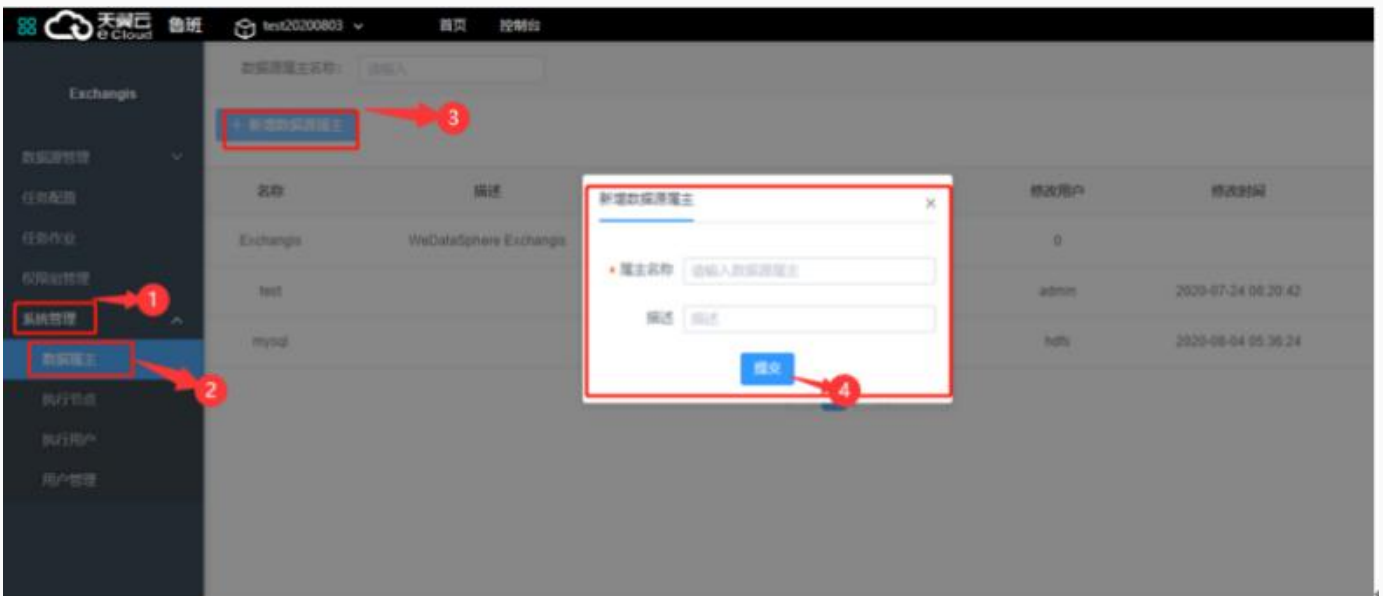 天翼云 e Cloud 鲁班 test20200803 首页 控制台
数据源属主名称： 请输入
Exchangis
+ 新增数据源属主 3
数据源管理
名称 描述 修改用户 修改时间
新增数据源属主 ×
任务配置
任务作业
Exchangis WeDataSphere Exchangis 0
* 属主名称 请输入数据源属主
权限组管理
test admin 2020-07-24 08:20:42
1
系统管理
描述 描述
mysql hdfs 2020-08-04 05:36:24
数据属主
提交
2
4
执行节点
执行用户
用户管理